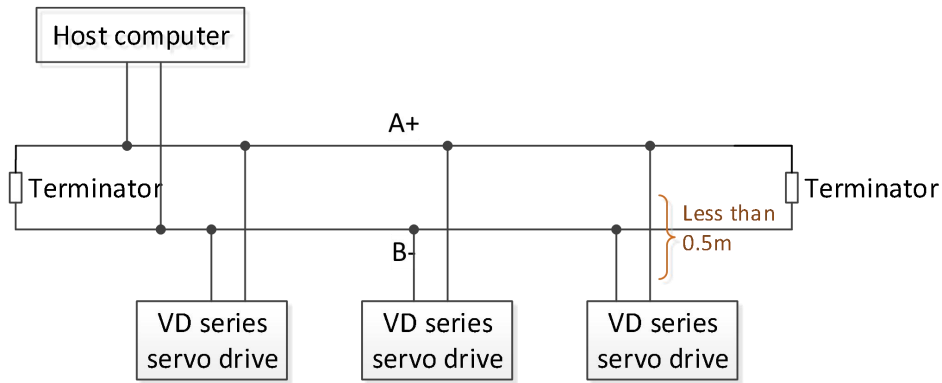 Host computer
A+
Terminator
Terminator
Less than
0.5m
B-
VD series
servo drive
VD series
servo drive
VD series
servo drive